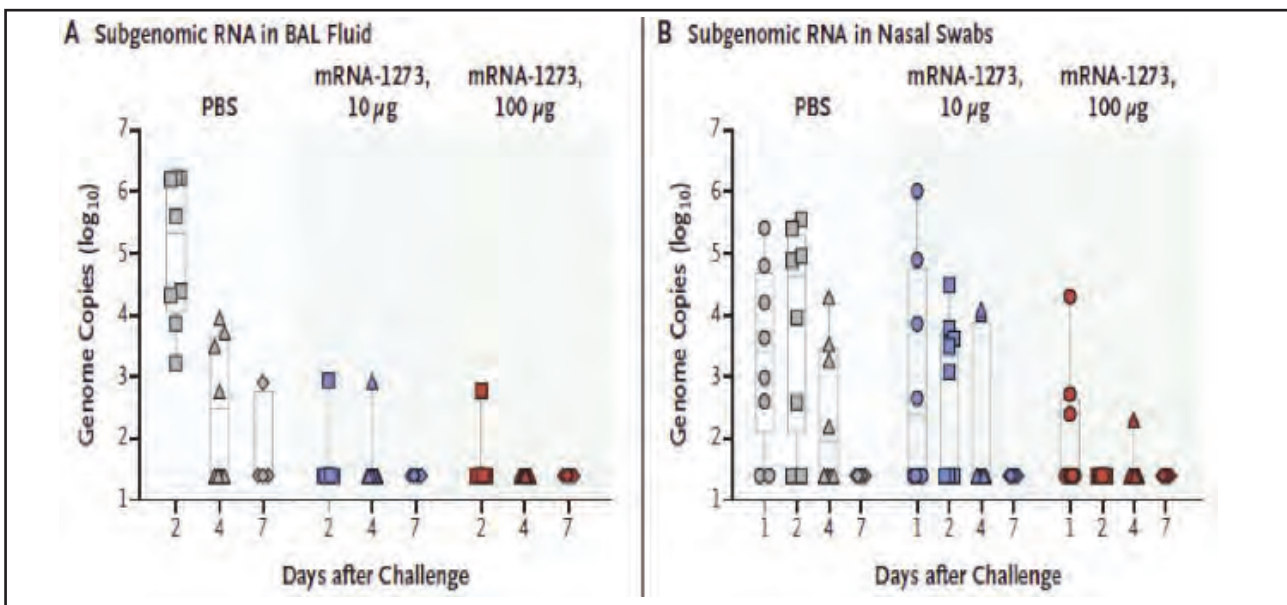 A Subgenomic RNA in BAL Fluid
PBS
mRNA-1273,
10 µg
mRNA-1273,
100 µg
Genome Copies (log10)
7
6
5
4
3
2
1
2 4 7 2 4 7 2 4 7
Days after Challenge
B Subgenomic RNA in Nasal Swabs
PBS
mRNA-1273,
10 µg
mRNA-1273,
100 µg
Genome Copies (log10)
7
6
5
4
3
2
1
1 2 4 7 1 2 4 7 1 2 4 7
Days after Challenge